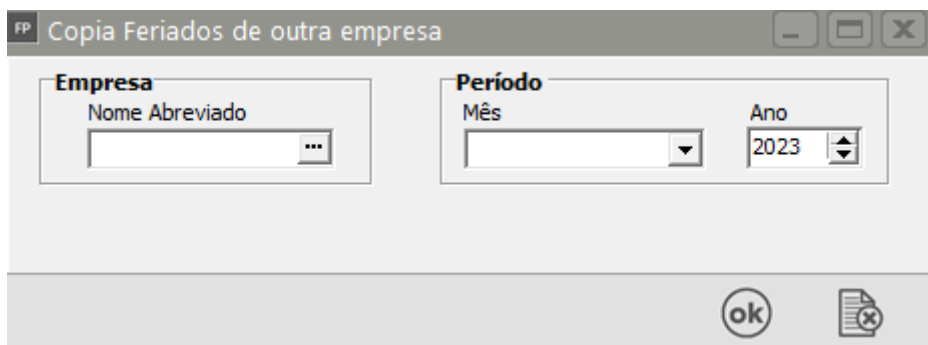 FP Copia Feriados de outra empresa
Empresa
Nome Abreviado
...
Período
Mês
Ano
2023
ok